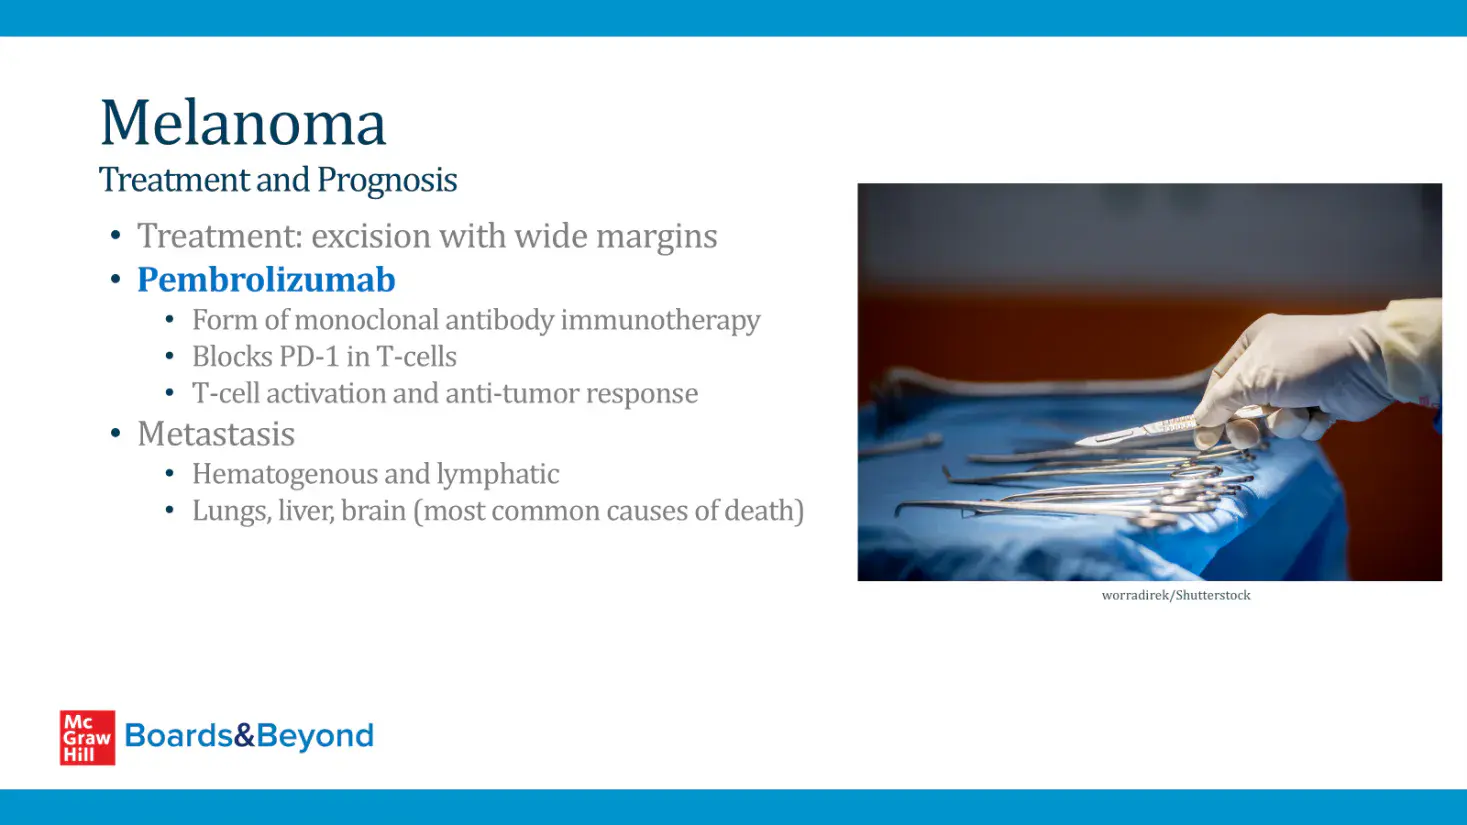 Melanoma
Treatment and Prognosis
• Treatment: excision with wide margins
• Pembrolizumab
• Form of monoclonal antibody immunotherapy
• Blocks PD-1 in T-cells
• T-cell activation and anti-tumor response
• Metastasis
• Hematogenous and lymphatic
• Lungs, liver, brain (most common causes of death)
worradirek/Shutterstock
Mc
Graw
Hill
Boards&Beyond